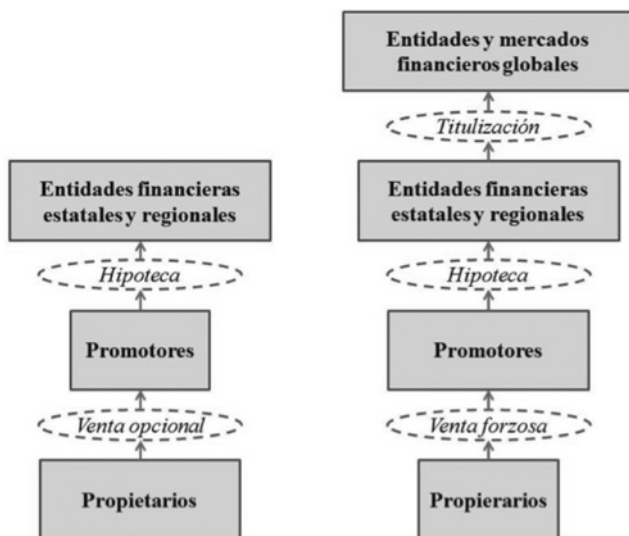 Entidades y mercados
financieros globales
Titulización
Entidades financieras
estatales y regionales
Entidades financieras
estatales y regionales
Hipoteca
Hipoteca
Promotores
Promotores
Venta opcional
Venta forzosa
Propietarios
Propierarios